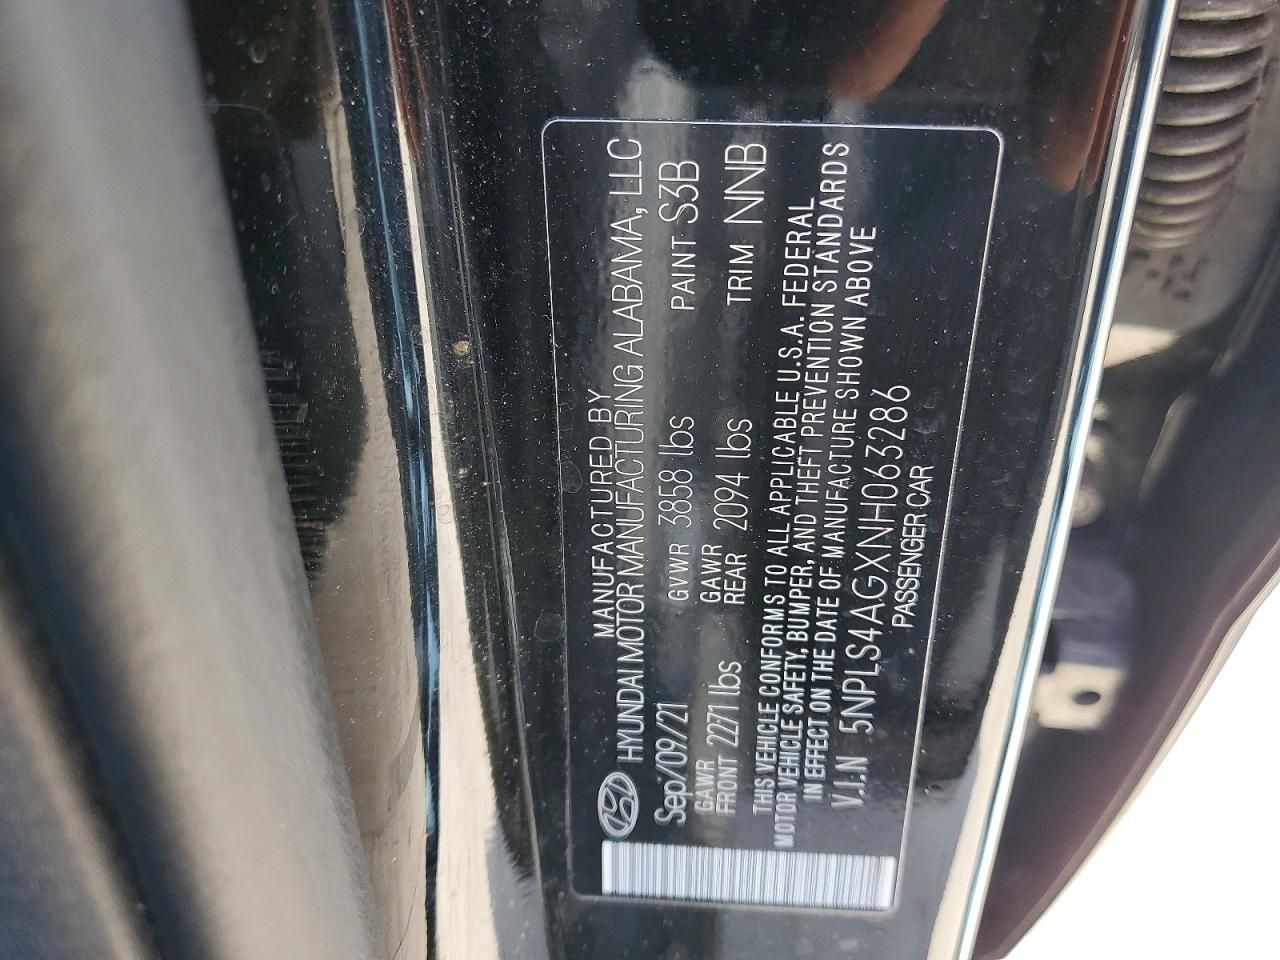 MANUFACTURED BY
HYUNDAI MOTOR MANUFACTURING ALABAMA, LLC
Sep/09/21 GVWR 3858 lbs PAINT S3B
GAWR FRONT 2271 lbs GAWR REAR 2094 lbs TRIM NNB
THIS VEHICLE CONFORMS TO ALL APPLICABLE U.S.A. FEDERAL
MOTOR VEHICLE SAFETY, BUMPER, AND THEFT PREVENTION STANDARDS
IN EFFECT ON THE DATE OF MANUFACTURE SHOWN ABOVE
V.I.N 5NPLS4AGXNH063286
PASSENGER CAR